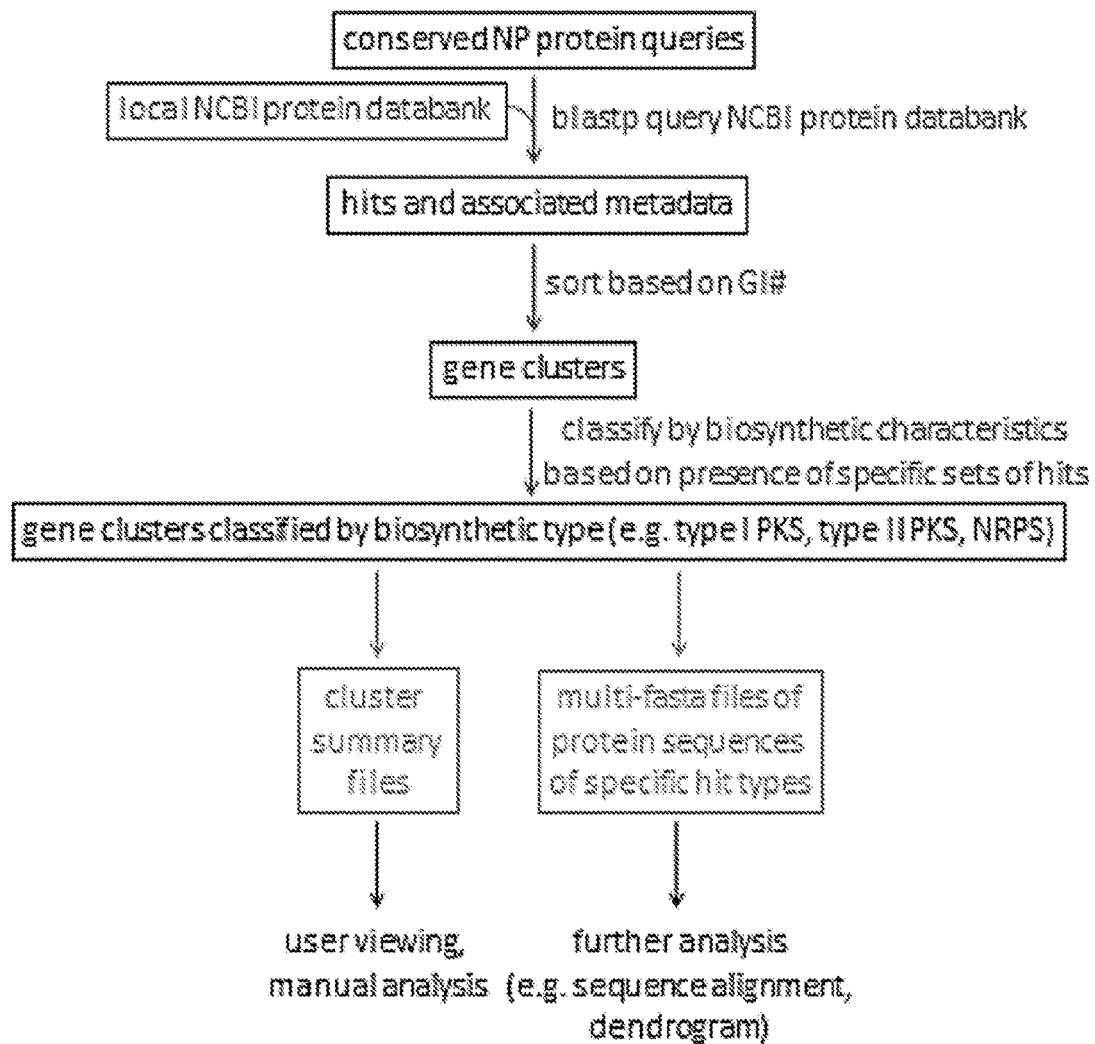 conserved NP protein queries
local NCBI protein databank
blastp query NCBI protein databank
hits and associated metadata
sort based on GI#
gene clusters
classify by biosynthetic characteristics
based on presence of specific sets of hits
gene clusters classified by biosynthetic type (e.g. type I PKS, type II PKS, NRPS)
cluster
summary
files
multi-fasta files of
protein sequences
of specific hit types
user viewing,
manual analysis
further analysis
(e.g. sequence alignment,
dendrogram)